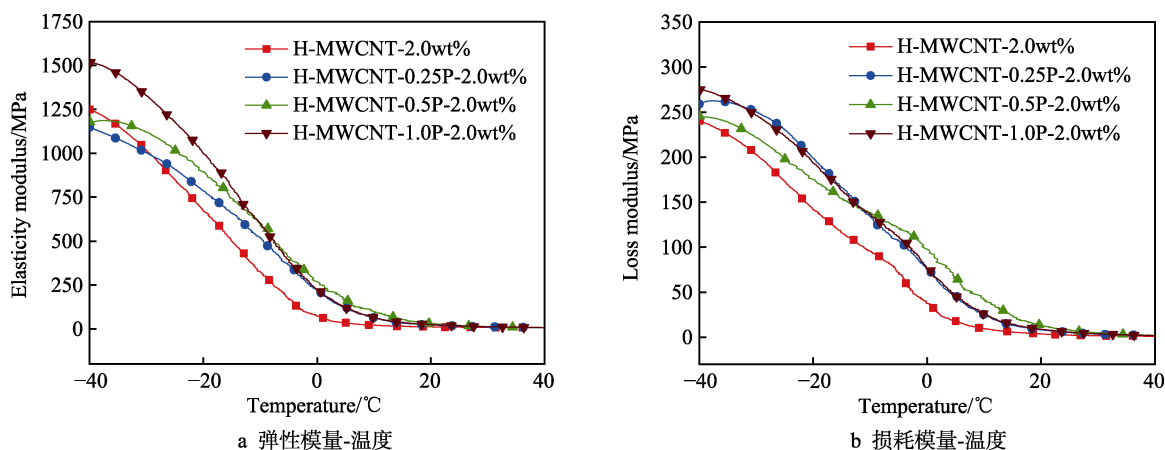 1750
1500
1250
1000
750
500
250
0
Elasticity modulus/MPa
H-MWCNT-2.0wt%
H-MWCNT-0.25P-2.0wt%
H-MWCNT-0.5P-2.0wt%
H-MWCNT-1.0P-2.0wt%
−40
−20
0
20
40
Temperature/℃
a 弹性模量-温度
350
300
250
200
150
100
50
0
Loss modulus/MPa
H-MWCNT-2.0wt%
H-MWCNT-0.25P-2.0wt%
H-MWCNT-0.5P-2.0wt%
H-MWCNT-1.0P-2.0wt%
−40
−20
0
20
40
Temperature/℃
b 损耗模量-温度